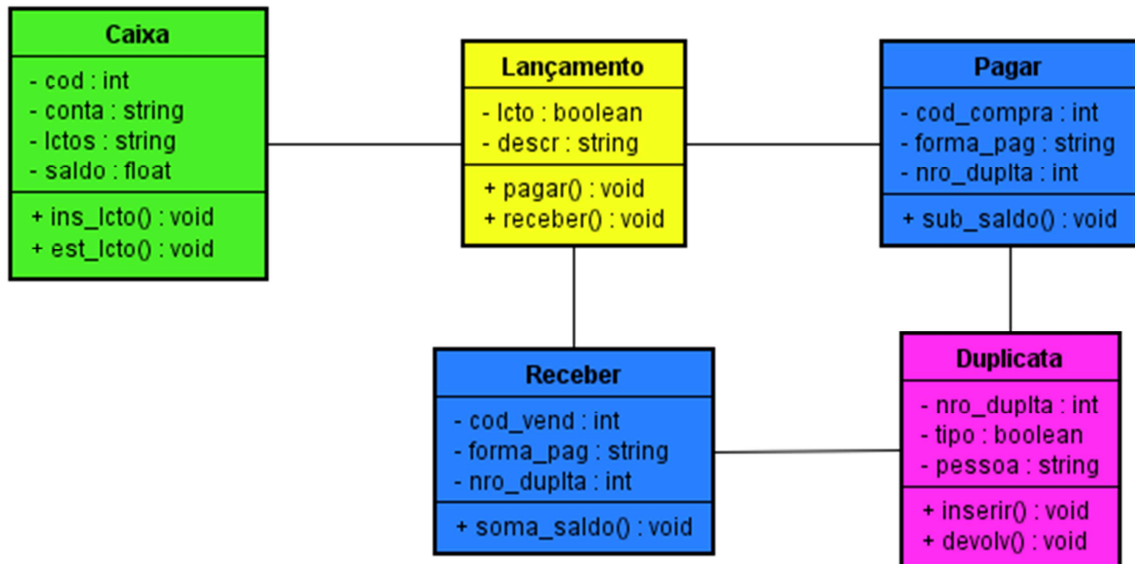 Caixa
- cod : int
- conta : string
- lctos : string
- saldo : float
+ ins_lcto() : void
+ est_lcto() : void
Lançamento
- lcto : boolean
- descr : string
+ pagar() : void
+ receber() : void
Pagar
- cod_compra : int
- forma_pag : string
- nro_duplta : int
+ sub_saldo() : void
Receber
- cod_vend : int
- forma_pag : string
- nro_duplta : int
+ soma_saldo() : void
Duplicata
- nro_duplta : int
- tipo : boolean
- pessoa : string
+ inserir() : void
+ devolv() : void